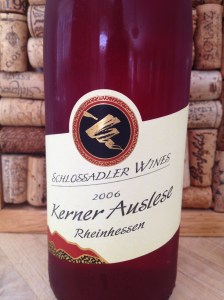 SCHLOSSADLER WINES
2006
Kerner Auslese
Rheinhessen